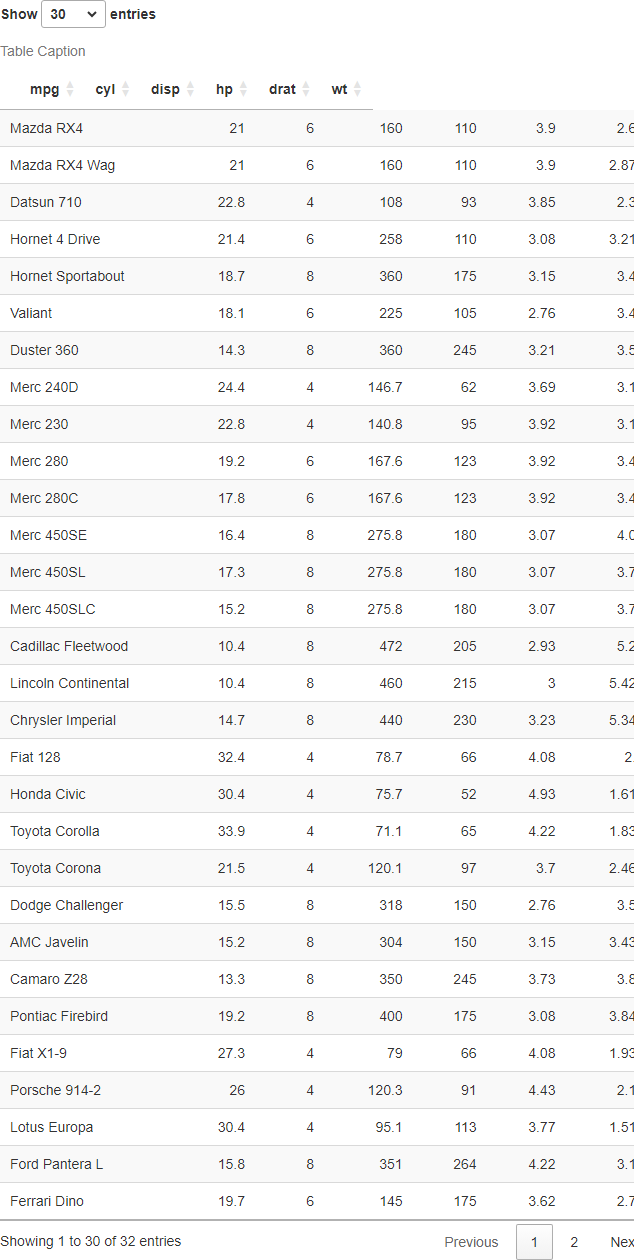 Show 30 entries
Table Caption
mpg cyl disp hp drat wt
Mazda RX4 21 6 160 110 3.9 2.6
Mazda RX4 Wag 21 6 160 110 3.9 2.87
Datsun 710 22.8 4 108 93 3.85 2.3
Hornet 4 Drive 21.4 6 258 110 3.08 3.21
Hornet Sportabout 18.7 8 360 175 3.15 3.4
Valiant 18.1 6 225 105 2.76 3.4
Duster 360 14.3 8 360 245 3.21 3.5
Merc 240D 24.4 4 146.7 62 3.69 3.1
Merc 230 22.8 4 140.8 95 3.92 3.1
Merc 280 19.2 6 167.6 123 3.92 3.4
Merc 280C 17.8 6 167.6 123 3.92 3.4
Merc 450SE 16.4 8 275.8 180 3.07 4.0
Merc 450SL 17.3 8 275.8 180 3.07 3.7
Merc 450SLC 15.2 8 275.8 180 3.07 3.7
Cadillac Fleetwood 10.4 8 472 205 2.93 5.2
Lincoln Continental 10.4 8 460 215 3 5.42
Chrysler Imperial 14.7 8 440 230 3.23 5.34
Fiat 128 32.4 4 78.7 66 4.08 2.
Honda Civic 30.4 4 75.7 52 4.93 1.61
Toyota Corolla 33.9 4 71.1 65 4.22 1.83
Toyota Corona 21.5 4 120.1 97 3.7 2.46
Dodge Challenger 15.5 8 318 150 2.76 3.5
AMC Javelin 15.2 8 304 150 3.15 3.43
Camaro Z28 13.3 8 350 245 3.73 3.8
Pontiac Firebird 19.2 8 400 175 3.08 3.84
Fiat X1-9 27.3 4 79 66 4.08 1.93
Porsche 914-2 26 4 120.3 91 4.43 2.1
Lotus Europa 30.4 4 95.1 113 3.77 1.51
Ford Pantera L 15.8 8 351 264 4.22 3.1
Ferrari Dino 19.7 6 145 175 3.62 2.7
Showing 1 to 30 of 32 entries Previous 1 2 Nex